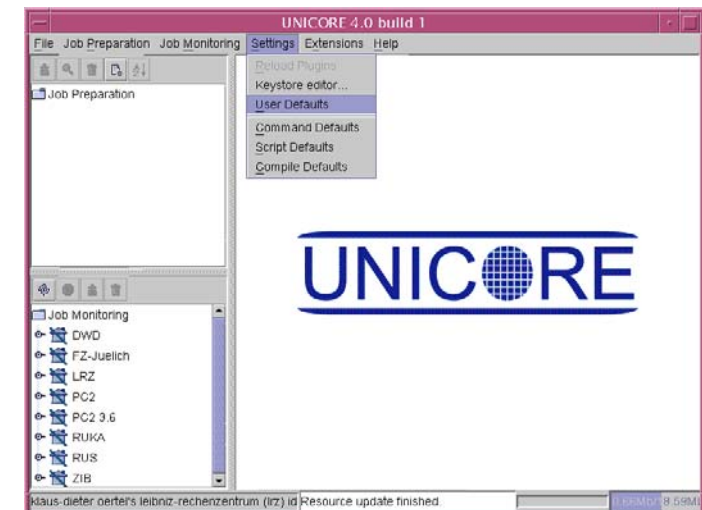 UNICORE 4.0 build 1
File Job Preparation Job Monitoring Settings Extensions Help
Reload Plugins
Keystore editor...
User Defaults
Command Defaults
Script Defaults
Compile Defaults
Job Preparation
UNICORE
Job Monitoring
DWD
FZ-Juelich
LRZ
PC2
PC2 3.6
RUKA
RUS
ZIB
klaus-dieter oertel's leibniz-rechenzentrum (lrz) id Resource update finished.